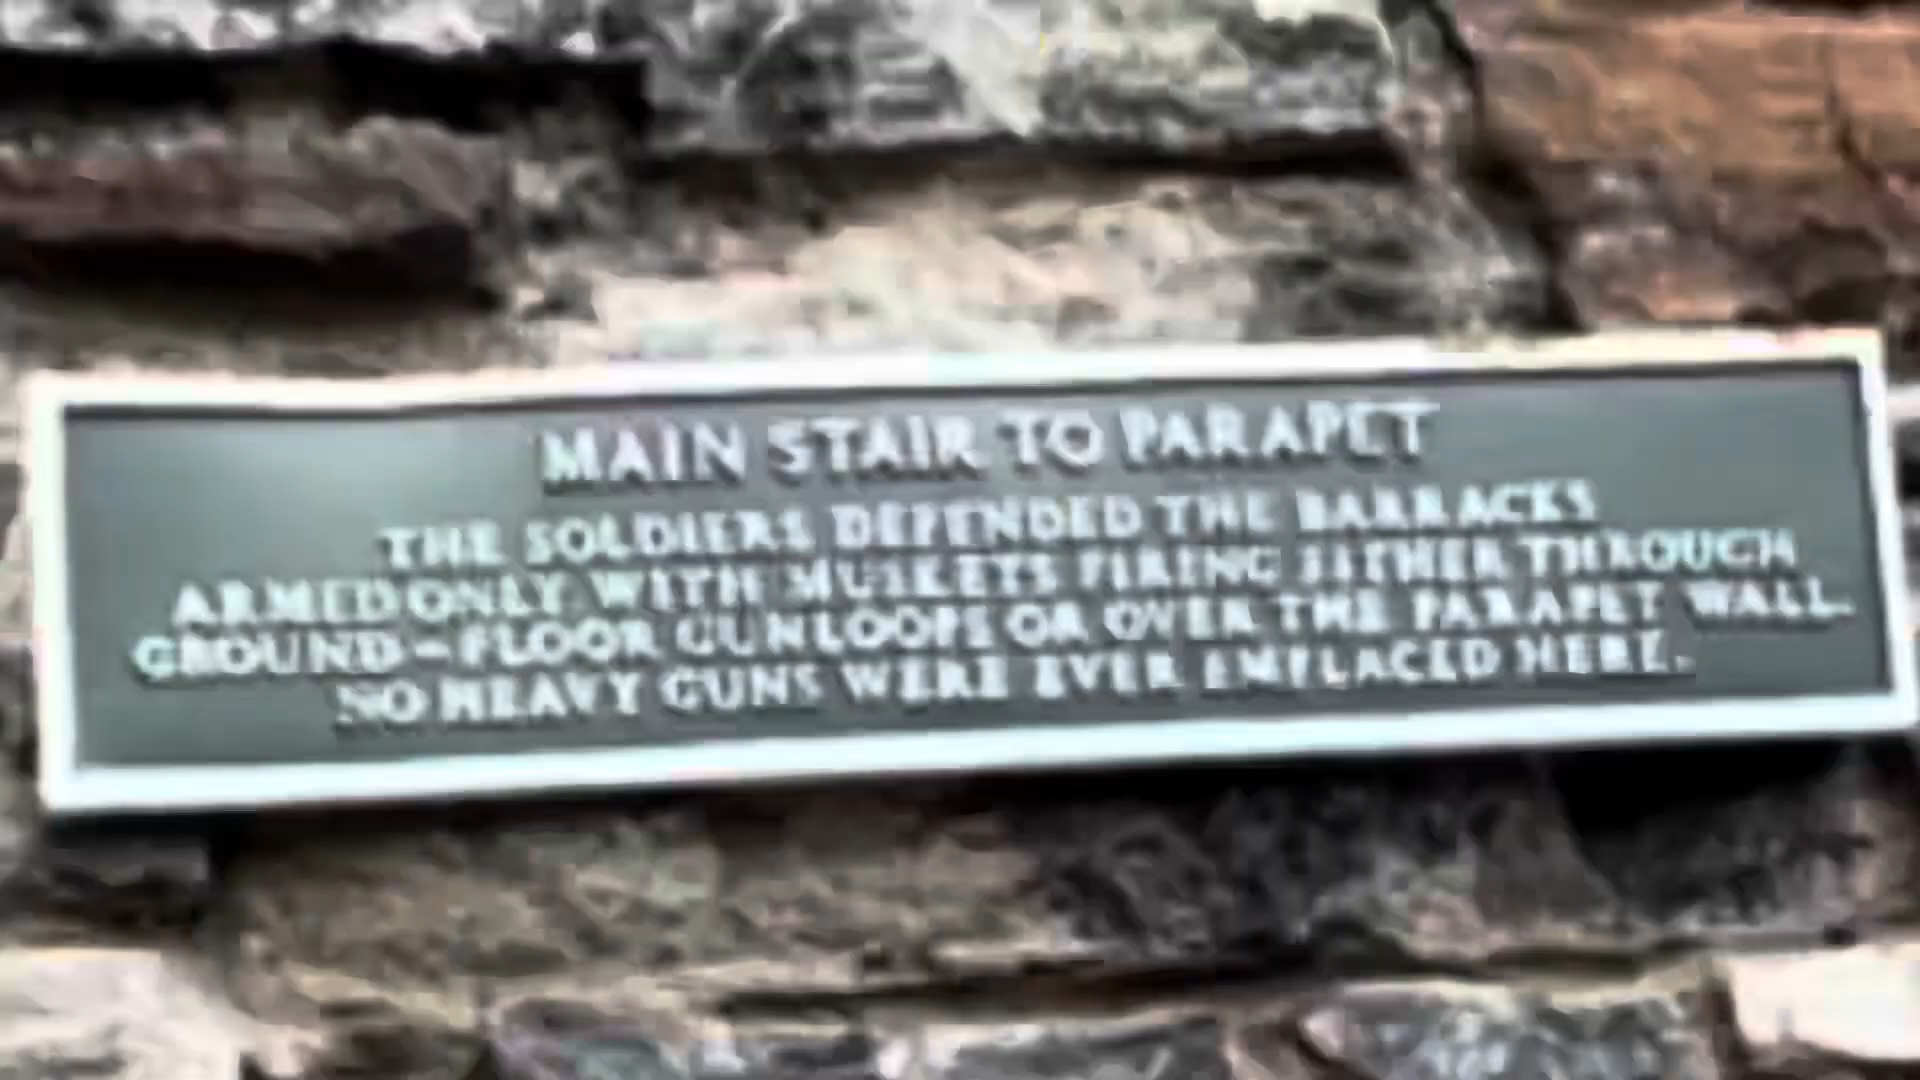 MAIN STAIR TO PARAPET
THE SOLDIERS DEFENDED THE BARRACKS
ARMED ONLY WITH MUSKETS FIRING EITHER THROUGH
GROUND-FLOOR GUNLOOPS OR OVER THE PARAPET WALL.
NO HEAVY GUNS WERE EVER EMPLACED HERE.